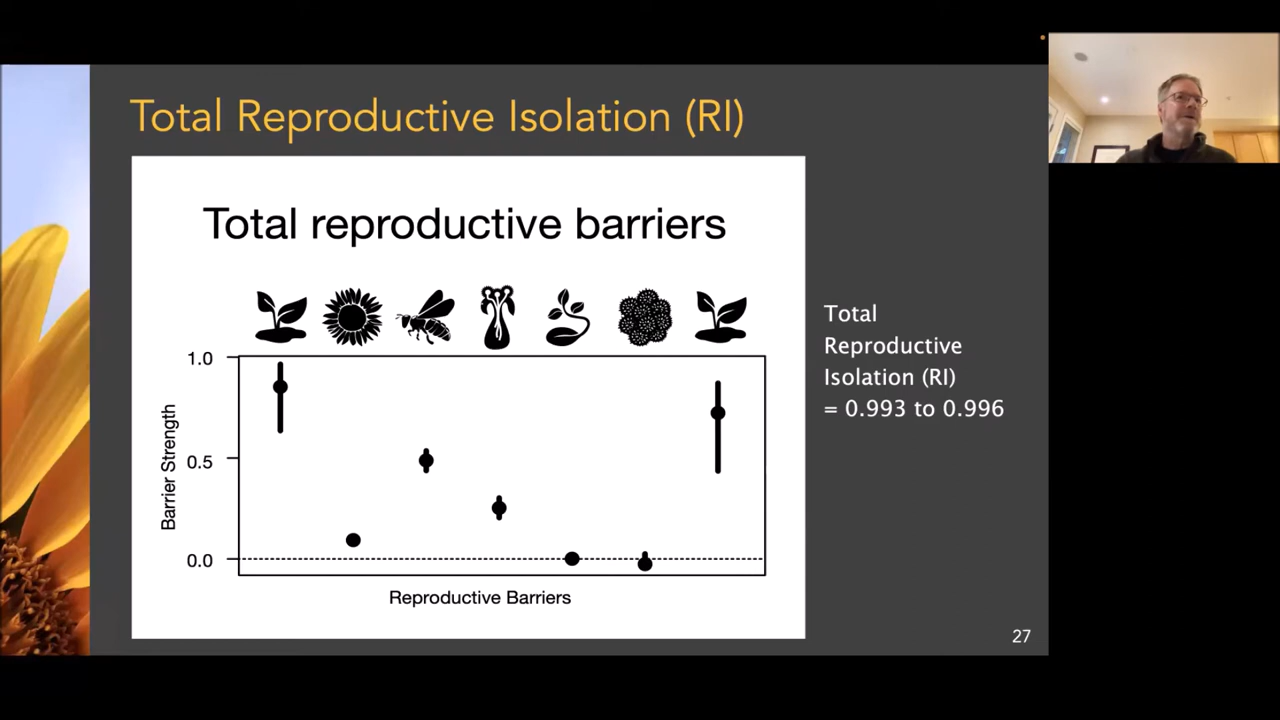 Total Reproductive Isolation (RI)
Total reproductive barriers
1.0
0.5
0.0
Barrier Strength
Reproductive Barriers
Total
Reproductive
Isolation (RI)
= 0.993 to 0.996
27